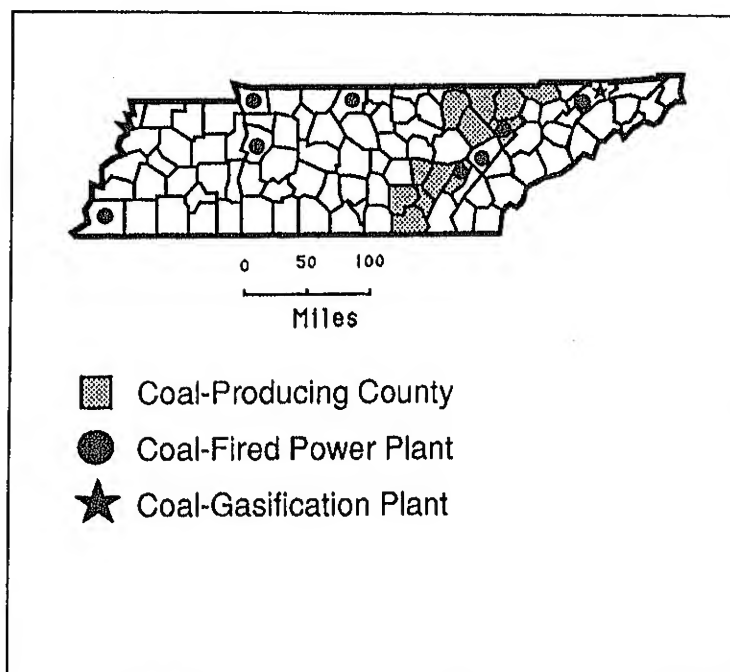 0 50 100
Miles
Coal-Producing County
Coal-Fired Power Plant
Coal-Gasification Plant